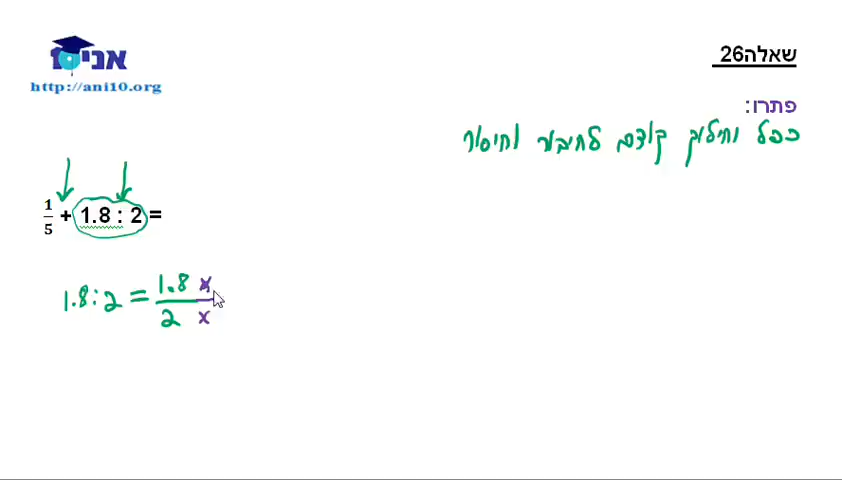 אני10
http://ani10.org
שאלה26
פתרו:
כפל וחילוק קודם לחיבור וחיסור
1/5 + 1.8 : 2 =
1.8:2 = 1.8 x / 2 x